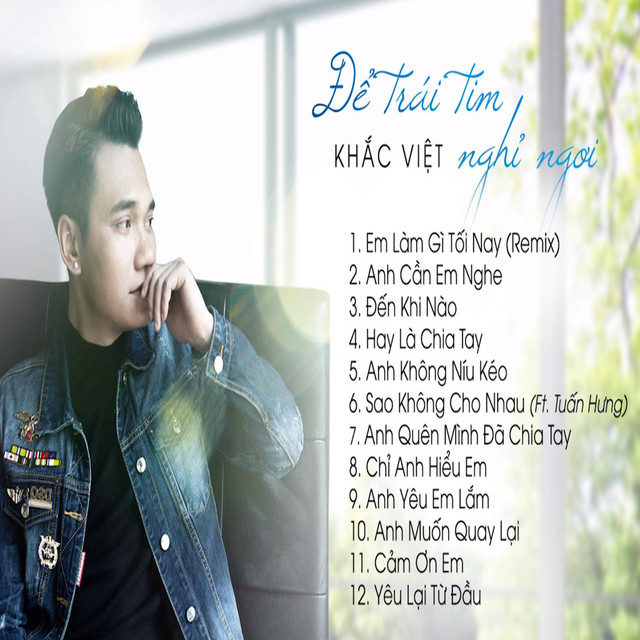 Để Trái Tim
KHẮC VIỆT nghỉ ngơi
1. Em Làm Gì Tối Nay (Remix)
2. Anh Cần Em Nghe
3. Đến Khi Nào
4. Hay Là Chia Tay
5. Anh Không Níu Kéo
6. Sao Không Cho Nhau (Ft. Tuấn Hưng)
7. Anh Quên Mình Đã Chia Tay
8. Chỉ Anh Hiểu Em
9. Anh Yêu Em Lắm
10. Anh Muốn Quay Lại
11. Cảm Ơn Em
12. Yêu Lại Từ Đầu